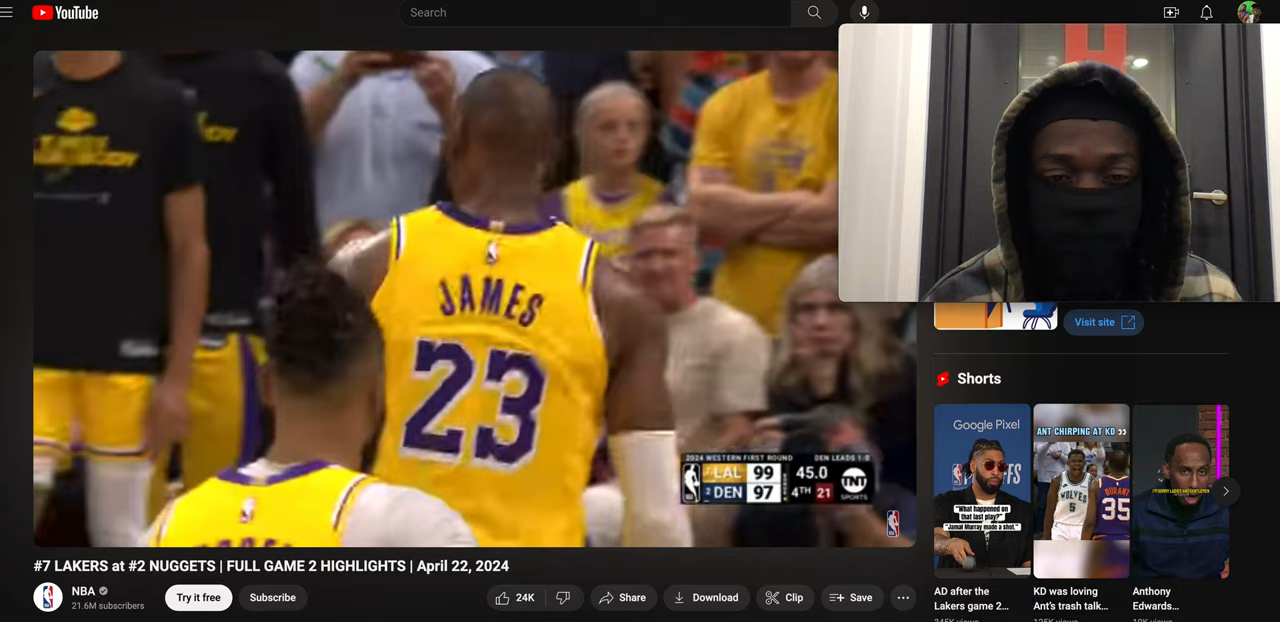 YouTube
Search
JAMES
23
2024 WESTERN FIRST ROUND DEN LEADS 1-0
7 LAL 99 45.0
2 DEN 97 4TH 21
TNT
SPORTS
Visit site
Shorts
Google Pixel
"What happened on
that last play?"
"Jamal Murray made a shot."
ANT CHIRPING AT KD 👀
WOLVES
5
DURANT
35
#7 LAKERS at #2 NUGGETS | FULL GAME 2 HIGHLIGHTS | April 22, 2024
NBA
21.6M subscribers
Try it free
Subscribe
24K
Share
Download
Clip
Save
AD after the
Lakers game 2...
KD was loving
Ant's trash talk...
Anthony
Edwards...